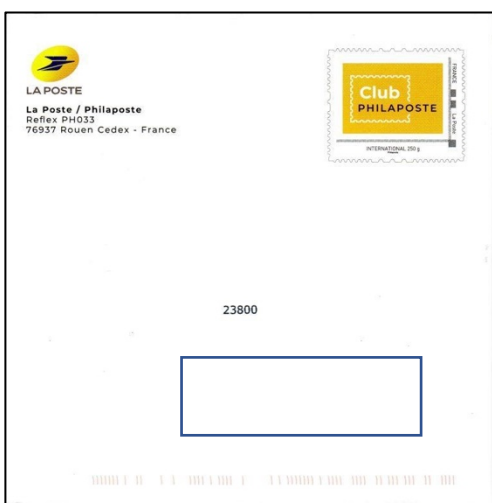 LA POSTE
La Poste / Philaposte
Reflex PH033
76937 Rouen Cedex - France
Club
PHILAPOSTE
FRANCE
La Poste
INTERNATIONAL 250 g
23800